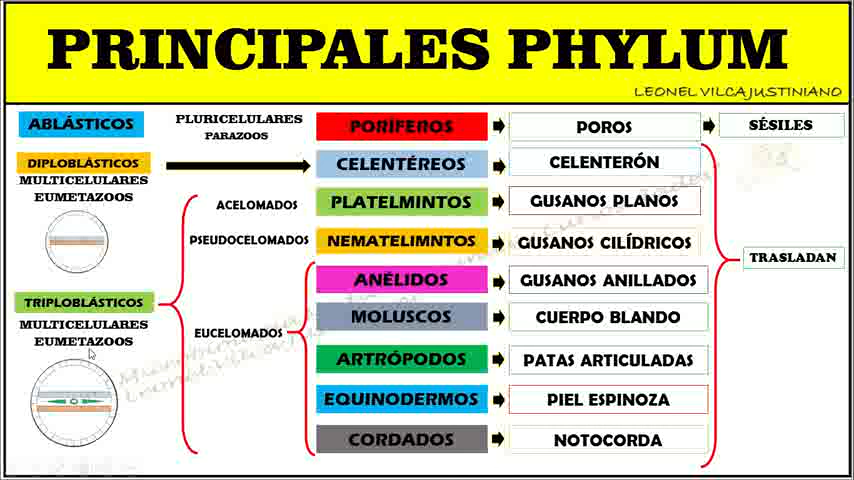 PRINCIPALES PHYLUM
LEONEL VILCA JUSTINIANO
ABLÁSTICOS
PLURICELULARES
PARAZOOS
PORÍFEROS
POROS
SÉSILES
DIPLOBLÁSTICOS
MULTICELULARES
EUMETAZOOS
CELENTÉREOS
CELENTERÓN
ACELOMADOS
PLATELMINTOS
GUSANOS PLANOS
PSEUDOCELOMADOS
NEMATELIMNTOS
GUSANOS CILÍDRICOS
TRASLADAN
TRIPLOBLÁSTICOS
MULTICELULARES
EUMETAZOOS
EUCELOMADOS
ANÉLIDOS
GUSANOS ANILLADOS
MOLUSCOS
CUERPO BLANDO
ARTRÓPODOS
PATAS ARTICULADAS
EQUINODERMOS
PIEL ESPINOZA
CORDADOS
NOTOCORDA